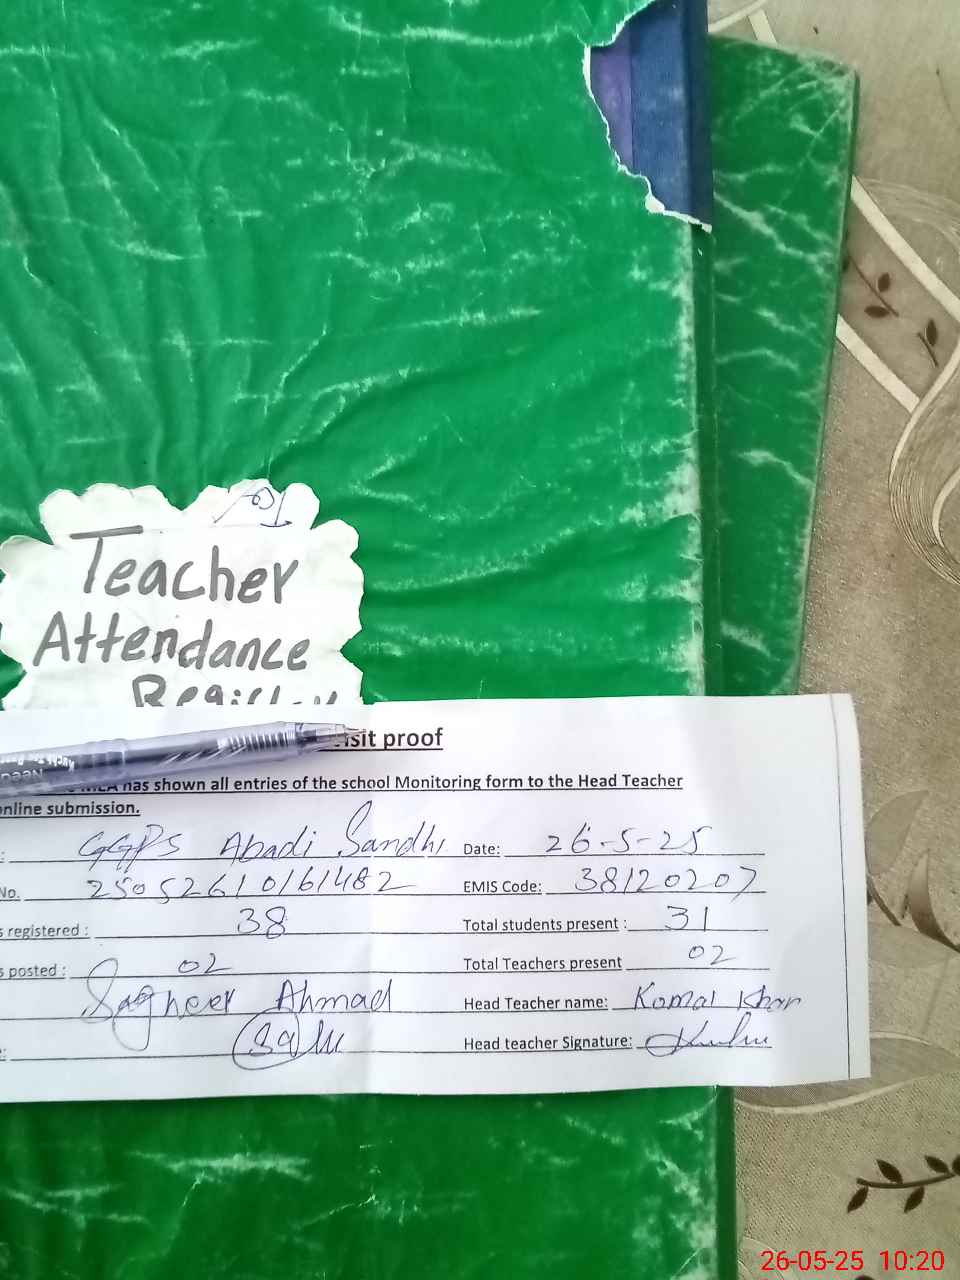 Teacher
Attendance
Register
isit proof
MEA has shown all entries of the school Monitoring form to the Head Teacher
online submission.
: GGPS Abadi Sandhi Date: 26-5-25
No. 25052610161482 EMIS Code: 38120207
s registered : 38 Total students present : 31
s posted : 02 Total Teachers present 02
Sagheer Ahmad Head Teacher name: Komal Khan
Head teacher Signature:
26-05-25 10:20